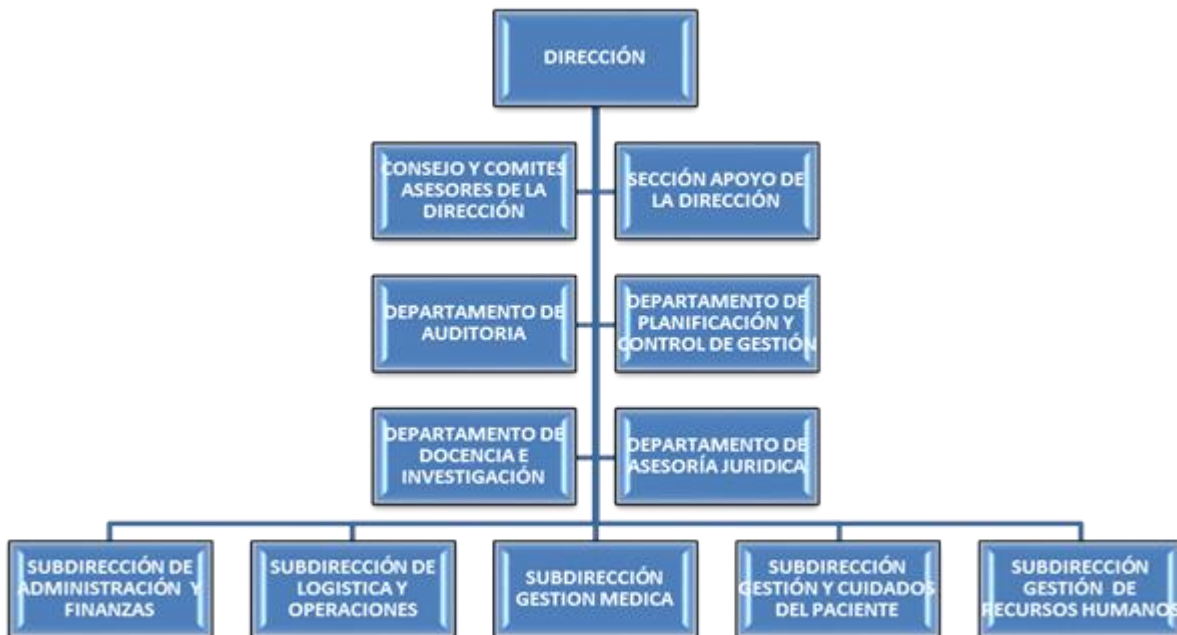 DIRECCIÓN
CONSEJO Y COMITES
ASESORES DE LA
DIRECCIÓN
SECCIÓN APOYO DE
LA DIRECCIÓN
DEPARTAMENTO DE
AUDITORIA
DEPARTAMENTO DE
PLANIFICACIÓN Y
CONTROL DE GESTIÓN
DEPARTAMENTO DE
DOCENCIA E
INVESTIGACIÓN
DEPARTAMENTO DE
ASESORÍA JURIDICA
SUBDIRECCIÓN DE
ADMINISTRACIÓN Y
FINANZAS
SUBDIRECCIÓN DE
LOGISTICA Y
OPERACIONES
SUBDIRECCIÓN
GESTION MEDICA
SUBDIRECCIÓN
GESTIÓN Y CUIDADOS
DEL PACIENTE
SUBDIRECCIÓN
GESTIÓN DE
RECURSOS HUMANOS